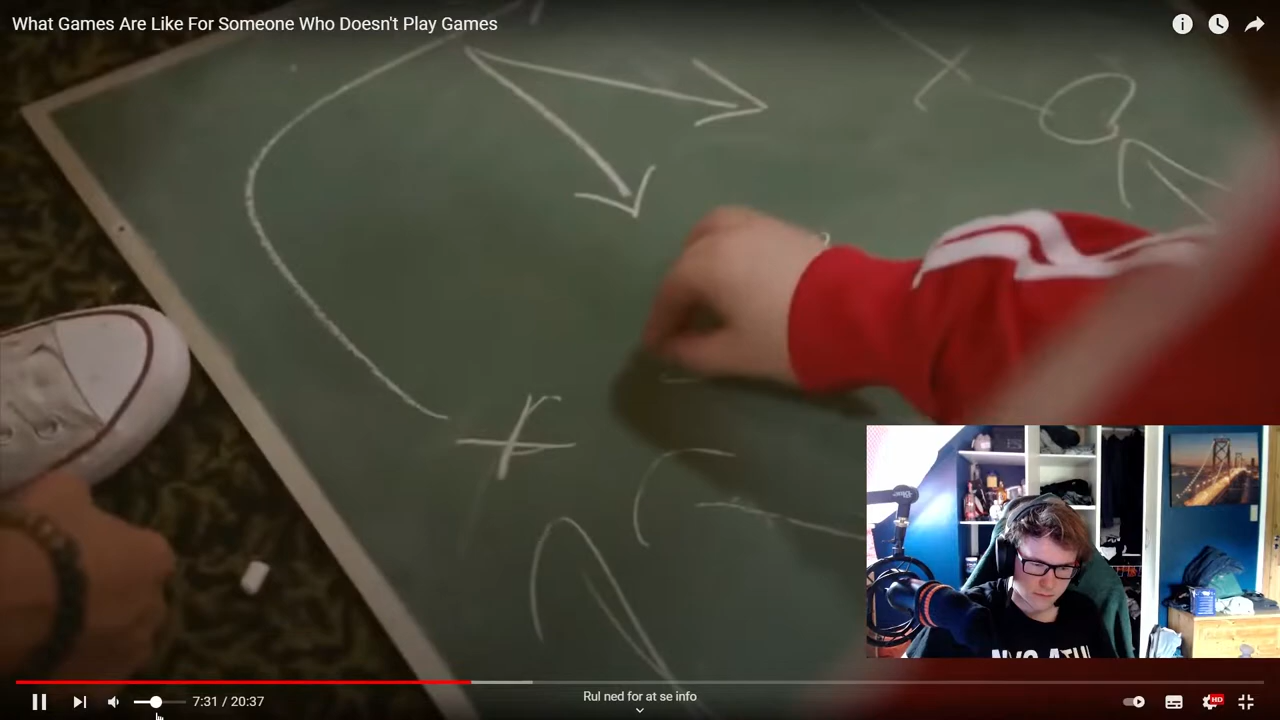 What Games Are Like For Someone Who Doesn't Play Games
7:31 / 20:37
HD
Rul ned for at se info